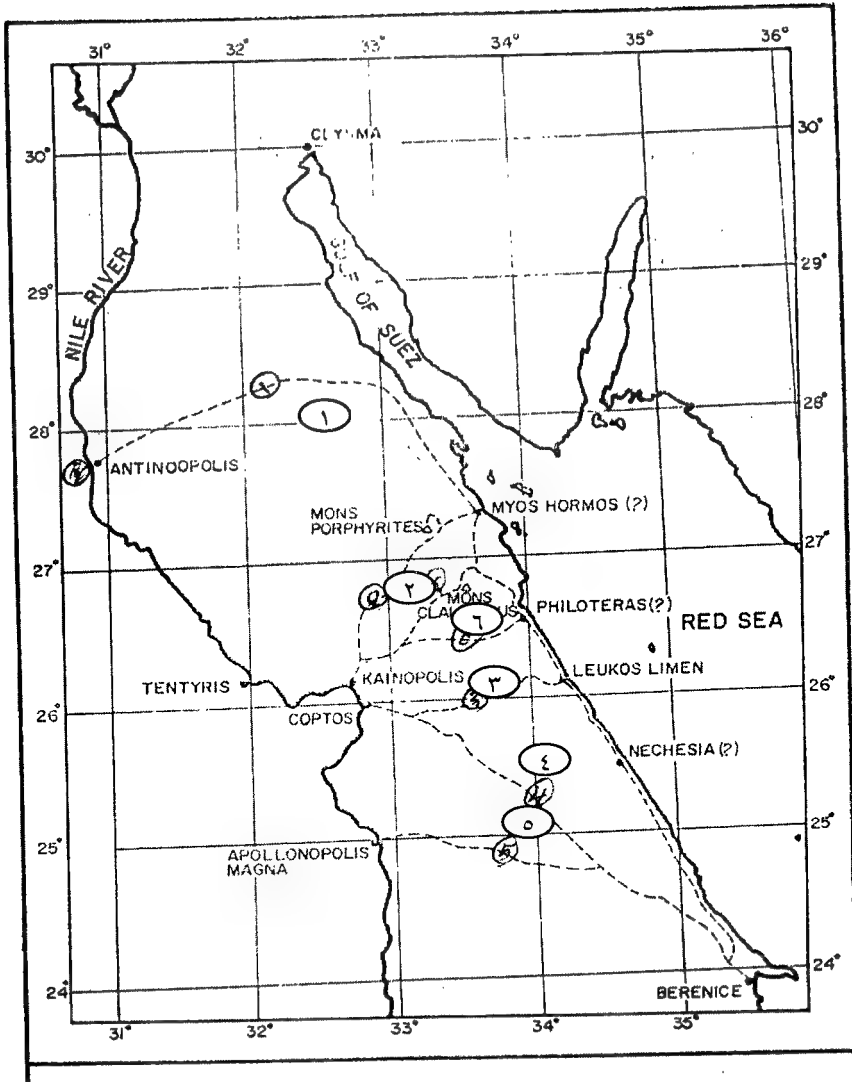 31° 32° 33° 34° 35° 36°
30° 30°
29° 29°
28° 28°
27° 27°
26° 26°
25° 25°
24° 24°
31° 32° 33° 34° 35°
CLYSMA
GULF OF SUEZ
NILE RIVER
١
ANTINOOPOLIS
MYOS HORMOS (?)
MONS
PORPHYRITES
٢
MONS
٦
PHILOTERAS (?)
RED SEA
KAINOPOLIS
٣
LEUKOS LIMEN
TENTYRIS
COPTOS
NECHESIA (?)
٤
٥
APOLLONOPOLIS
MAGNA
BERENICE